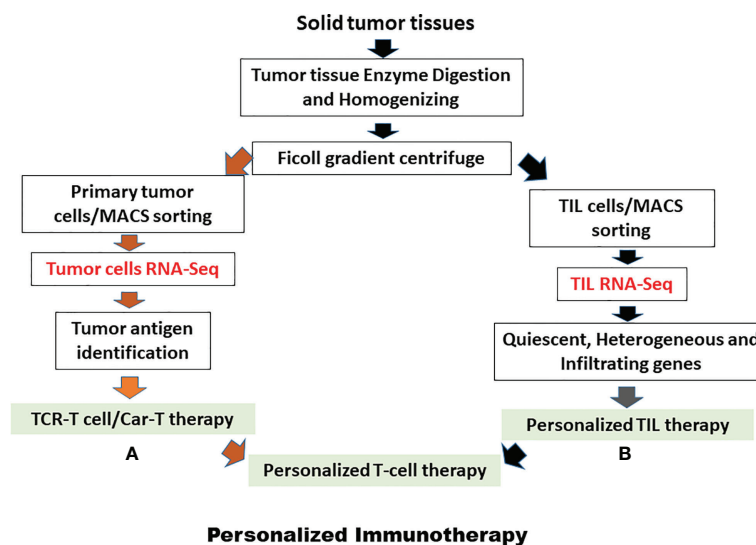 Solid tumor tissues
Tumor tissue Enzyme Digestion
and Homogenizing
Ficoll gradient centrifuge
Primary tumor
cells/MACS sorting
Tumor cells RNA-Seq
Tumor antigen
identification
TCR-T cell/Car-T therapy
A
TIL cells/MACS
sorting
TIL RNA-Seq
Quiescent, Heterogeneous and
Infiltrating genes
Personalized TIL therapy
B
Personalized T-cell therapy
Personalized Immunotherapy